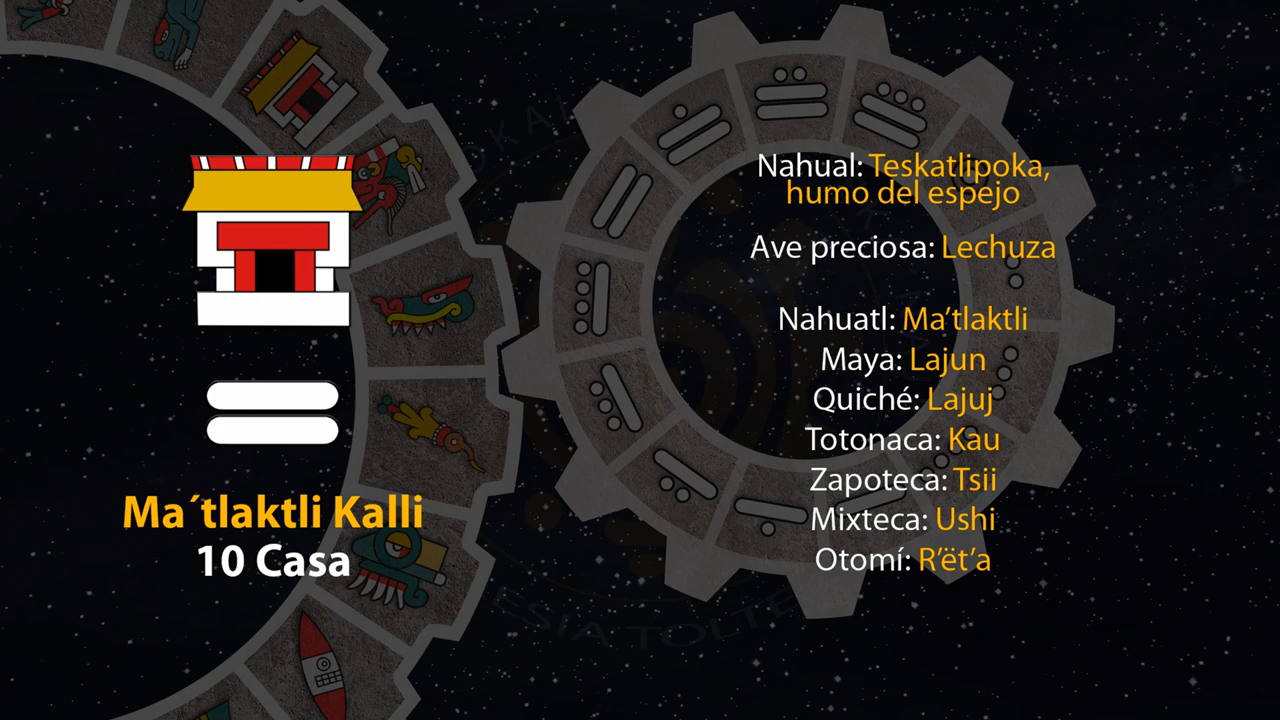 Ma´tlaktli Kalli
10 Casa
Nahual: Teskatlipoka,
humo del espejo
Ave preciosa: Lechuza
Nahuatl: Ma’tlaktli
Maya: Lajun
Quiché: Lajuj
Totonaca: Kau
Zapoteca: Tsii
Mixteca: Ushi
Otomí: R’ët’a